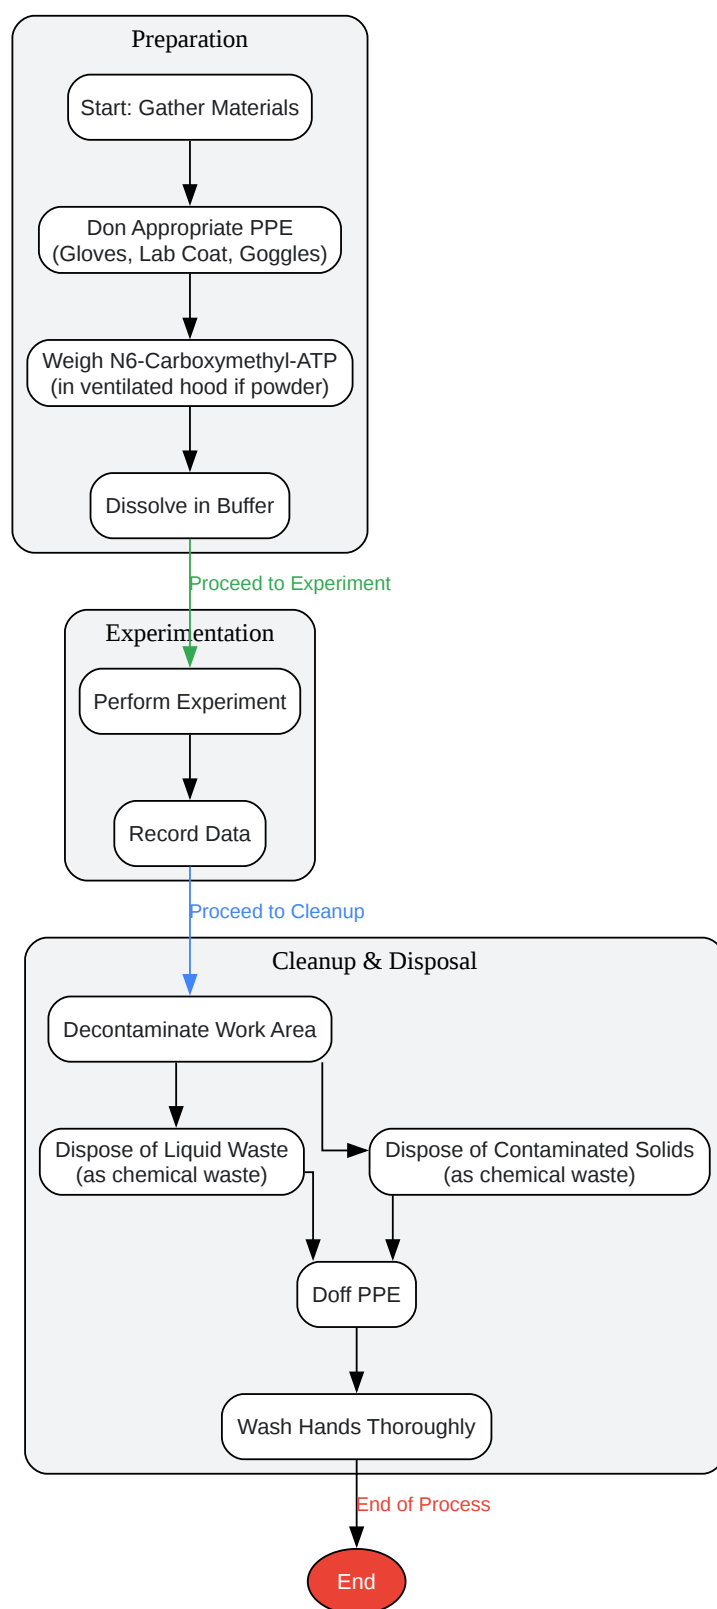 Preparation
Start: Gather Materials
Don Appropriate PPE
(Gloves, Lab Coat, Goggles)
Weigh N6-Carboxymethyl-ATP
(in ventilated hood if powder)
Dissolve in Buffer
Proceed to Experiment
Experimentation
Perform Experiment
Record Data
Proceed to Cleanup
Cleanup & Disposal
Decontaminate Work Area
Dispose of Liquid Waste
(as chemical waste)
Dispose of Contaminated Solids
(as chemical waste)
Doff PPE
Wash Hands Thoroughly
End of Process
End